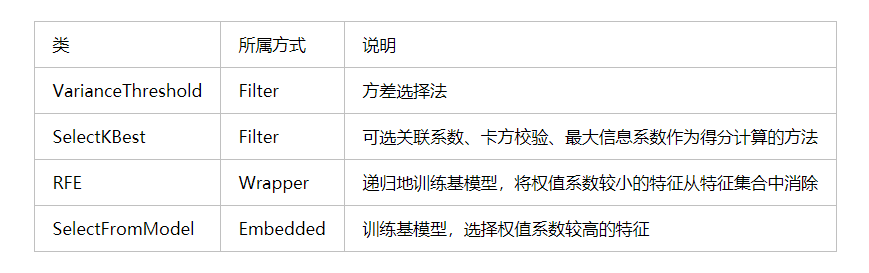 类 所属方式 说明
VarianceThreshold Filter 方差选择法
SelectKBest Filter 可选关联系数、卡方校验、最大信息系数作为得分计算的方法
RFE Wrapper 递归地训练基模型，将权值系数较小的特征从特征集合中消除
SelectFromModel Embedded 训练基模型，选择权值系数较高的特征